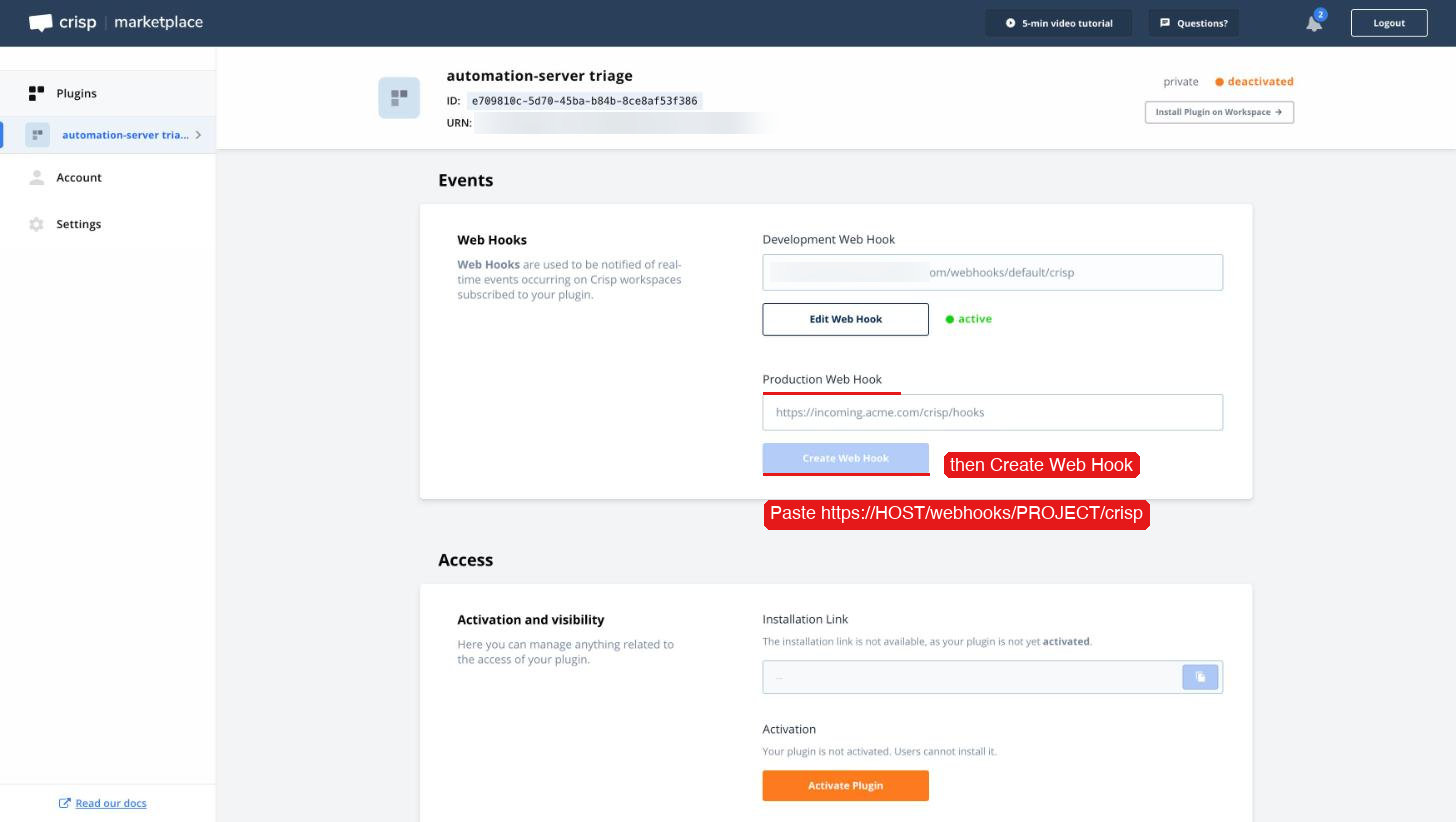 crisp | marketplace
5-min video tutorial
Questions?
2
Logout
Plugins
automation-server tria...
Account
Settings
Read our docs
automation-server triage
ID: e709810c-5d70-45ba-b84b-8ce8af53f386
URN:
private
deactivated
Install Plugin on Workspace →
Events
Web Hooks
Web Hooks are used to be notified of real-
time events occurring on Crisp workspaces
subscribed to your plugin.
Development Web Hook
om/webhooks/default/crisp
Edit Web Hook
active
Production Web Hook
https://incoming.acme.com/crisp/hooks
Create Web Hook
then Create Web Hook
Paste https://HOST/webhooks/PROJECT/crisp
Access
Activation and visibility
Here you can manage anything related to
the access of your plugin.
Installation Link
The installation link is not available, as your plugin is not yet activated.
...
Activation
Your plugin is not activated. Users cannot install it.
Activate Plugin